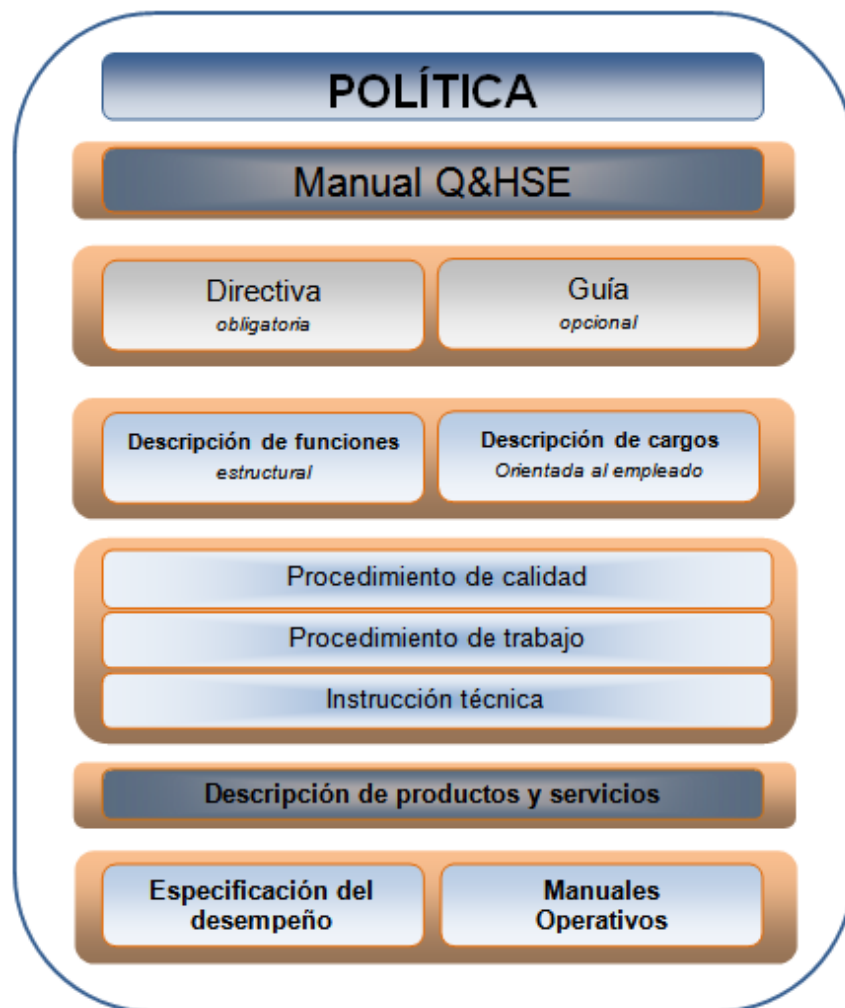 POLÍTICA
Manual Q&HSE
Directiva
obligatoria
Guía
opcional
Descripción de funciones
estructural
Descripción de cargos
Orientada al empleado
Procedimiento de calidad
Procedimiento de trabajo
Instrucción técnica
Descripción de productos y servicios
Especificación del
desempeño
Manuales
Operativos